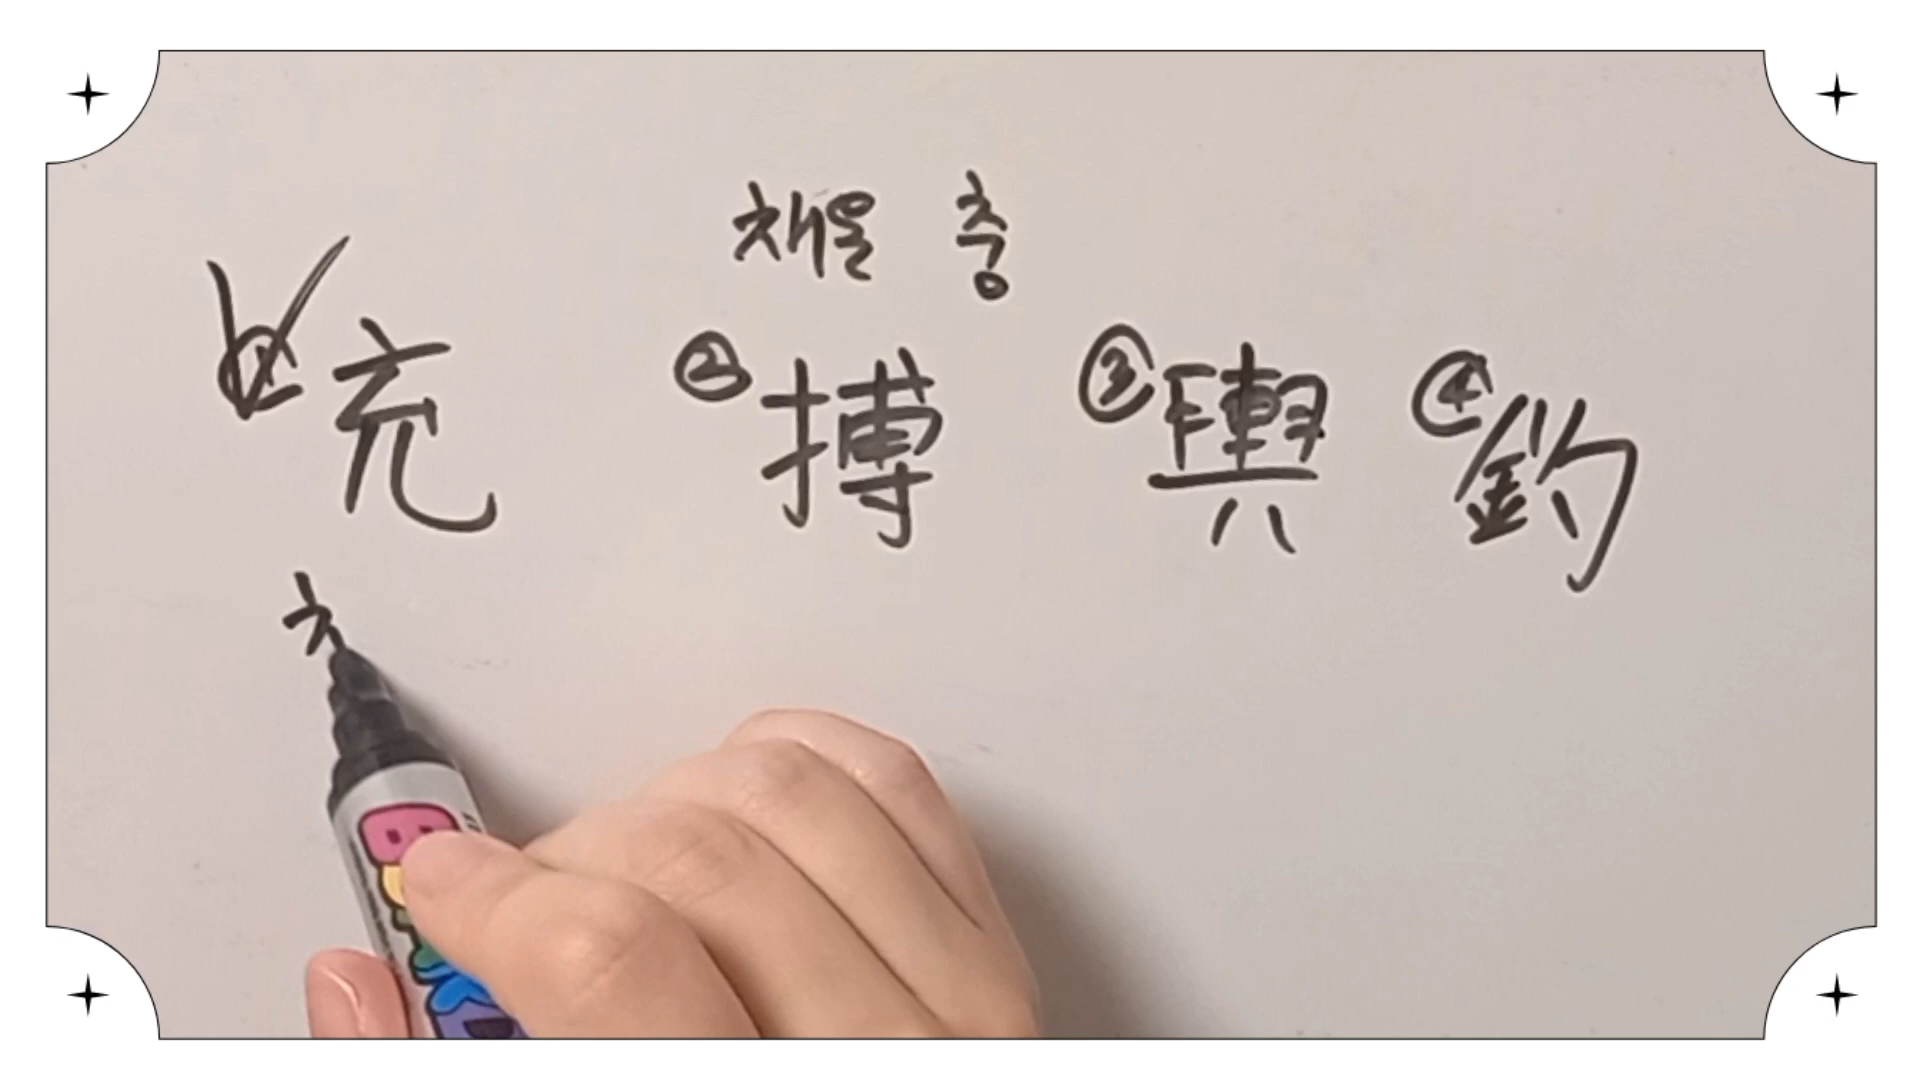 채울 충
① 充 ② 搏 ③ 輿 ④ 釣